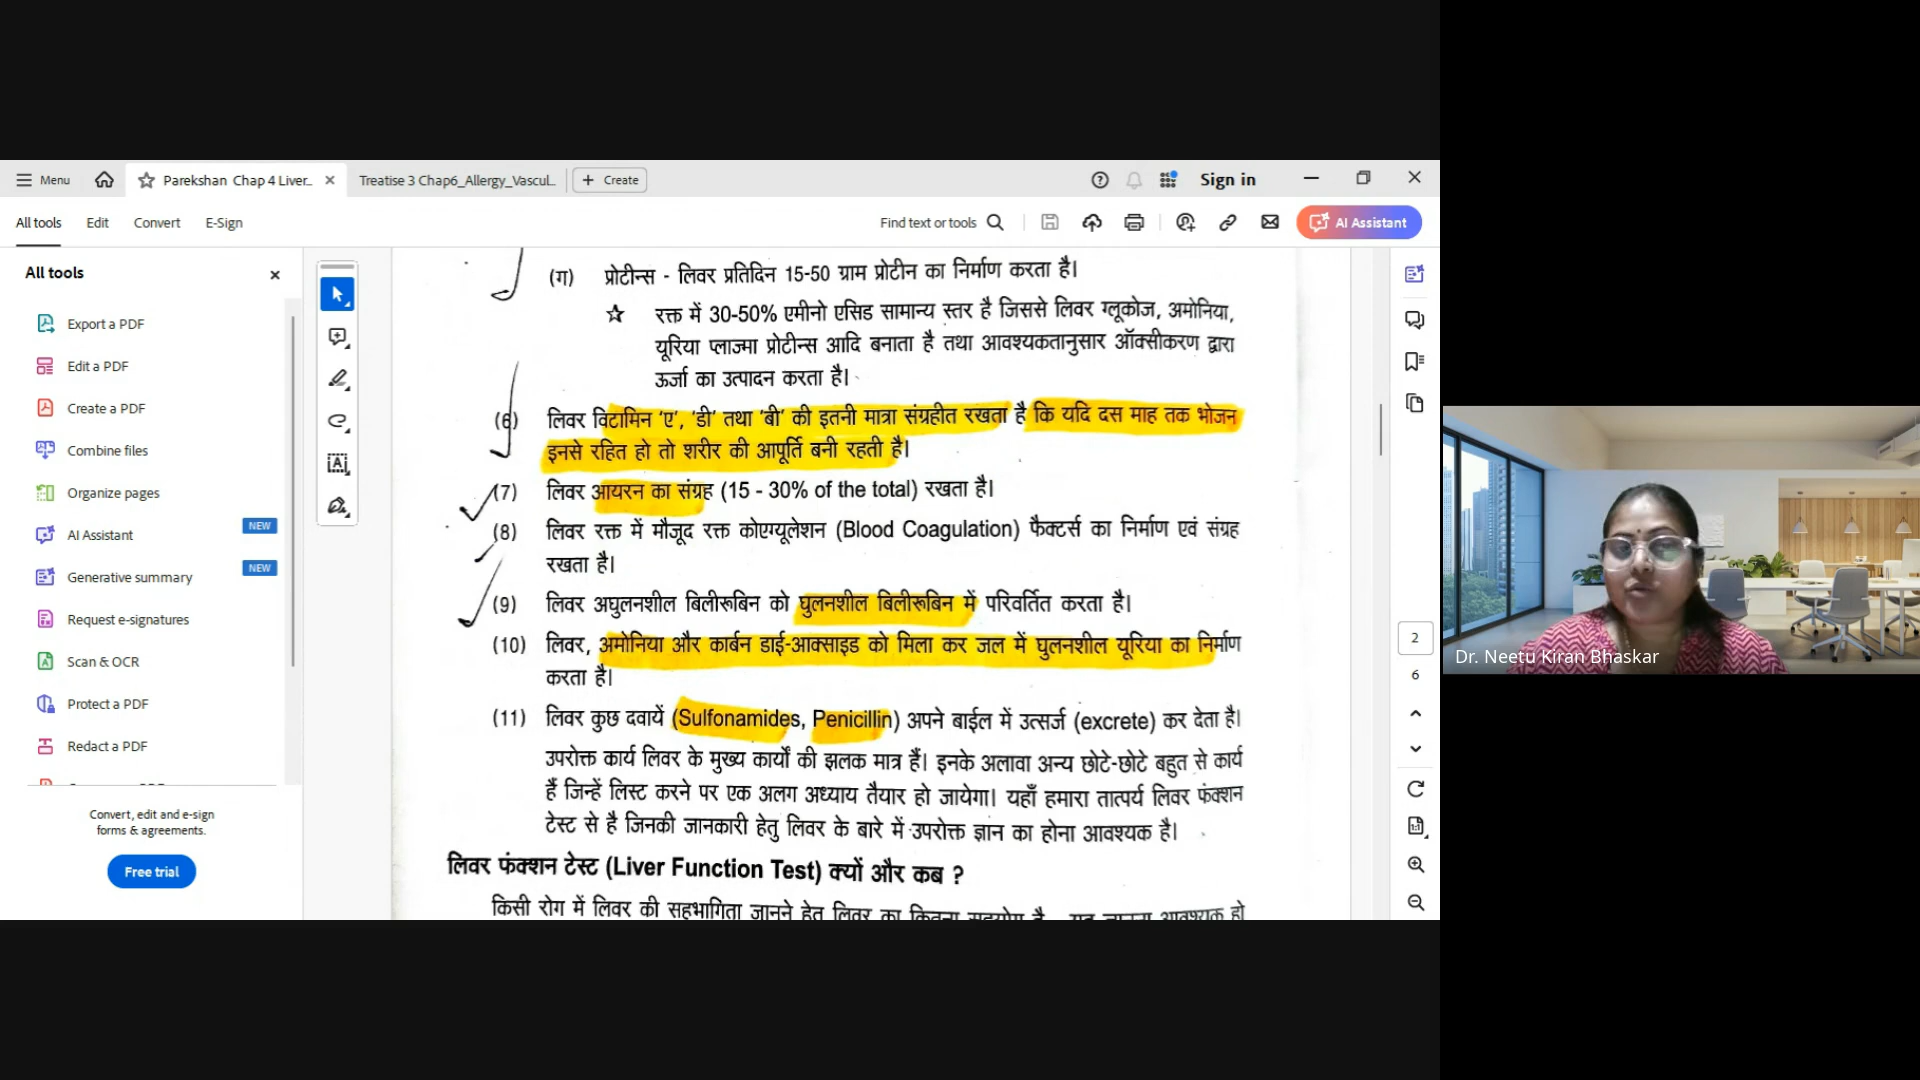 Menu
Parekshan Chap 4 Liver...
Treatise 3 Chap6_Allergy_Vascul...
Create
Sign in
All tools
Edit
Convert
E-Sign
Find text or tools
AI Assistant
All tools
Export a PDF
Edit a PDF
Create a PDF
Combine files
Organize pages
AI Assistant NEW
Generative summary NEW
Request e-signatures
Scan & OCR
Protect a PDF
Redact a PDF
Convert, edit and e-sign
forms & agreements.
Free trial
(ग) प्रोटीन्स - लिवर प्रतिदिन 15-50 ग्राम प्रोटीन का निर्माण करता है।
☆ रक्त में 30-50% एमीनो एसिड सामान्य स्तर है जिससे लिवर ग्लूकोज, अमोनिया,
यूरिया प्लाज्मा प्रोटीन्स आदि बनाता है तथा आवश्यकतानुसार ऑक्सीकरण द्वारा
ऊर्जा का उत्पादन करता है।
(6) लिवर विटामिन ‘ए’, ‘डी’ तथा ‘बी’ की इतनी मात्रा संग्रहीत रखता है कि यदि दस माह तक भोजन
इनसे रहित हो तो शरीर की आपूर्ति बनी रहती है।
(7) लिवर आयरन का संग्रह (15 - 30% of the total) रखता है।
(8) लिवर रक्त में मौजूद रक्त कोएग्यूलेशन (Blood Coagulation) फैक्टर्स का निर्माण एवं संग्रह
रखता है।
(9) लिवर अघुलनशील बिलीरूबिन को घुलनशील बिलीरूबिन में परिवर्तित करता है।
(10) लिवर, अमोनिया और कार्बन डाई-आक्साइड को मिला कर जल में घुलनशील यूरिया का निर्माण
करता है।
(11) लिवर कुछ दवायें (Sulfonamides, Penicillin) अपने बाईल में उत्सर्ज (excrete) कर देता है।
उपरोक्त कार्य लिवर के मुख्य कार्यों की झलक मात्र हैं। इनके अलावा अन्य छोटे-छोटे बहुत से कार्य
हैं जिन्हें लिस्ट करने पर एक अलग अध्याय तैयार हो जायेगा। यहाँ हमारा तात्पर्य लिवर फंक्शन
टेस्ट से है जिनकी जानकारी हेतु लिवर के बारे में उपरोक्त ज्ञान का होना आवश्यक है।
लिवर फंक्शन टेस्ट (Liver Function Test) क्यों और कब ?
किसी रोग में लिवर की सहभागिता जानने हेतु लिवर का कितना सहयोग है
2
6
Dr. Neetu Kiran Bhaskar